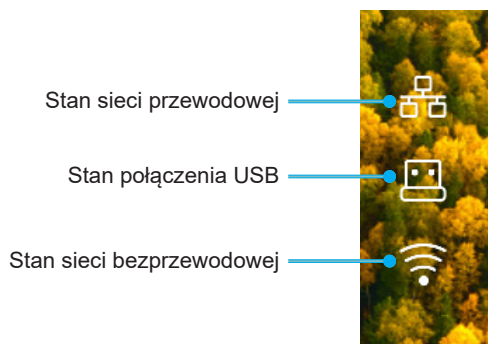 Stan sieci przewodowej
Stan połączenia USB
Stan sieci bezprzewodowej